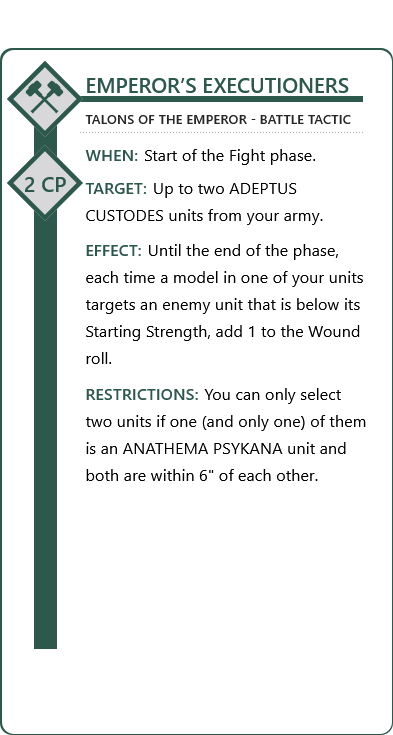 EMPEROR’S EXECUTIONERS
TALONS OF THE EMPEROR - BATTLE TACTIC
WHEN: Start of the Fight phase.
2 CP
TARGET: Up to two ADEPTUS
CUSTODES units from your army.
EFFECT: Until the end of the phase,
each time a model in one of your units
targets an enemy unit that is below its
Starting Strength, add 1 to the Wound
roll.
RESTRICTIONS: You can only select
two units if one (and only one) of them
is an ANATHEMA PSYKANA unit and
both are within 6" of each other.